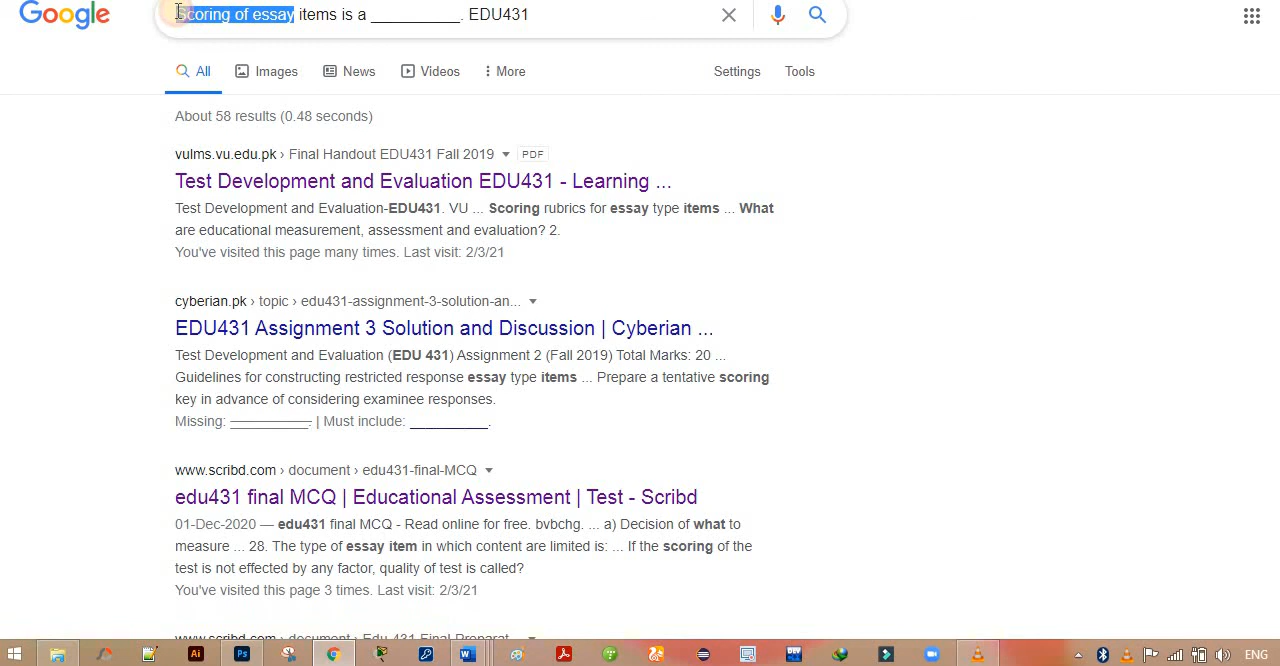 Google
Scoring of essay items is a __________. EDU431
All Images News Videos More Settings Tools
About 58 results (0.48 seconds)
vulms.vu.edu.pk › Final Handout EDU431 Fall 2019 PDF
Test Development and Evaluation EDU431 - Learning ...
Test Development and Evaluation-EDU431. VU ... Scoring rubrics for essay type items ... What
are educational measurement, assessment and evaluation? 2.
You've visited this page many times. Last visit: 2/3/21
cyberian.pk › topic › edu431-assignment-3-solution-an...
EDU431 Assignment 3 Solution and Discussion | Cyberian ...
Test Development and Evaluation (EDU 431) Assignment 2 (Fall 2019) Total Marks: 20 ...
Guidelines for constructing restricted response essay type items ... Prepare a tentative scoring
key in advance of considering examinee responses.
Missing: __________. | Must include: __________.
www.scribd.com › document › edu431-final-MCQ
edu431 final MCQ | Educational Assessment | Test - Scribd
01-Dec-2020 — edu431 final MCQ - Read online for free. bvbchg. ... a) Decision of what to
measure ... 28. The type of essay item in which content are limited is: ... If the scoring of the
test is not effected by any factor, quality of test is called?
You've visited this page 3 times. Last visit: 2/3/21
www.scribd.com › document › Edu-431-Final-Preparat...
Ai Ps ENG